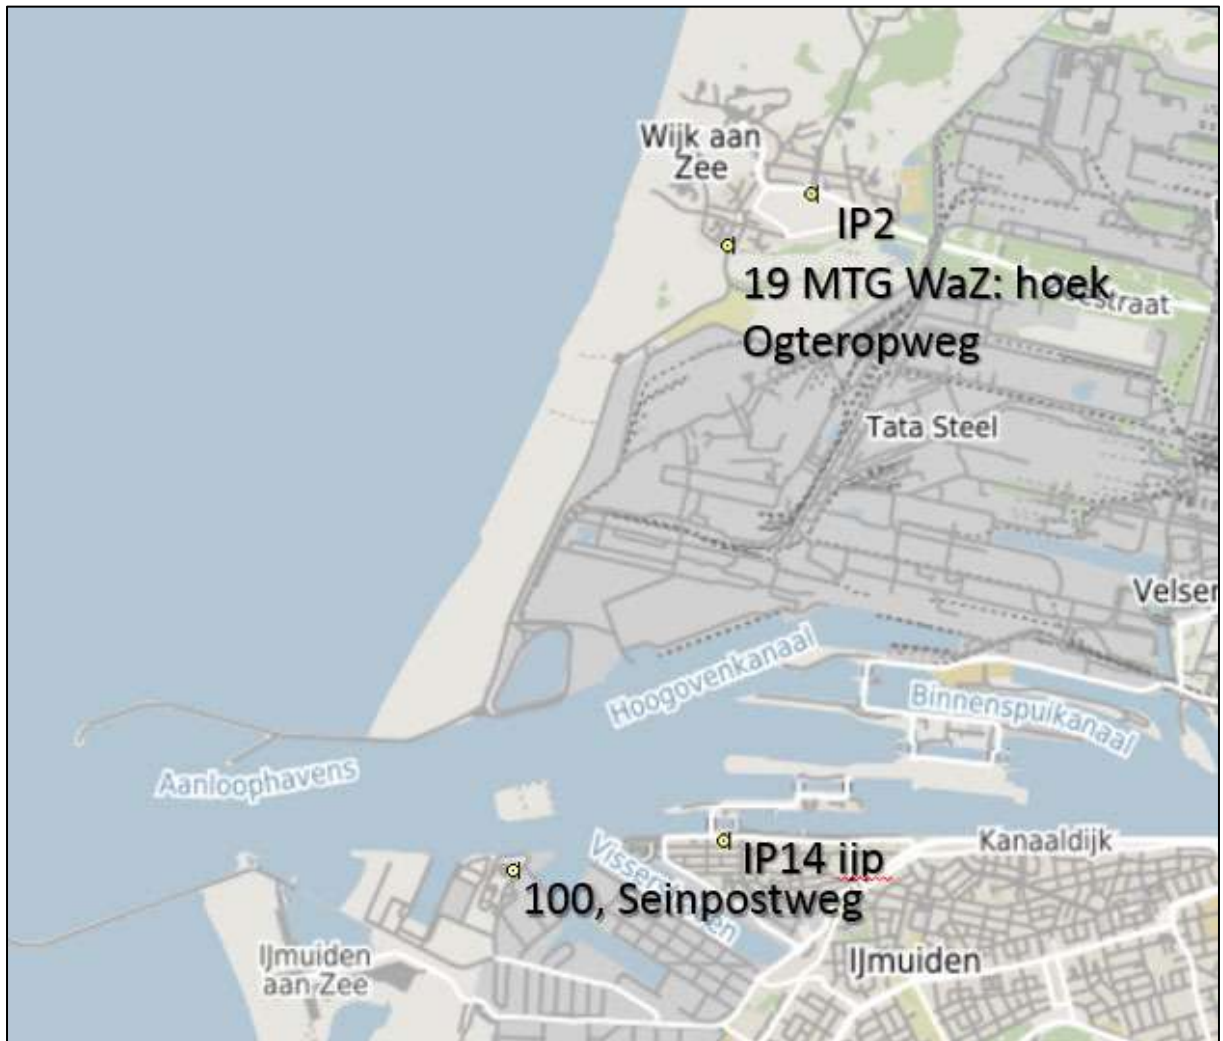 Wijk aan
Zee
IP2
19 MTG WaZ: hoek
Ogteropweg
estraat
Tata Steel
Velser
Hoogovenkanaal
Binnenspuikanaal
Aanloophavens
Kanaaldijk
IP14 iip
100, Seinpostweg
IJmuiden
aan Zee
IJmuiden